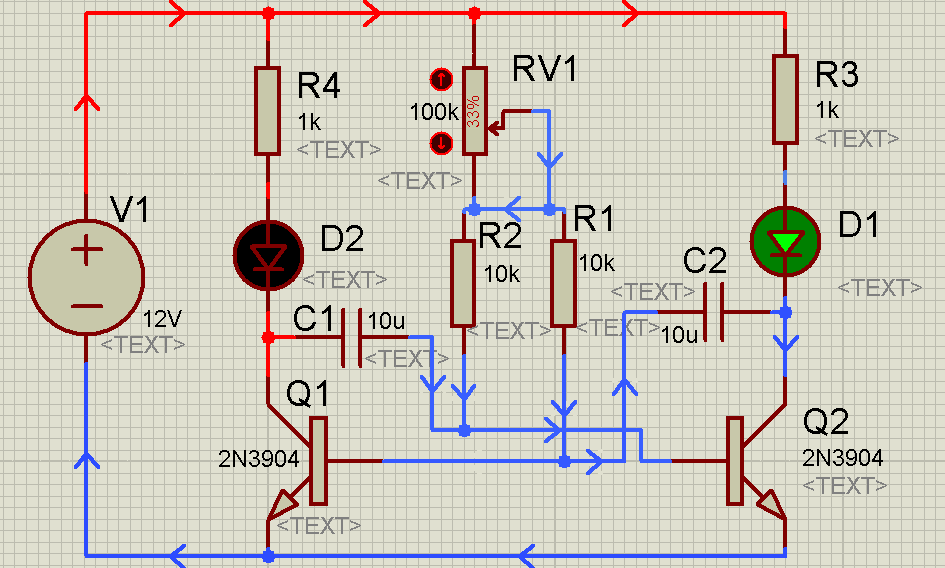 R4
1k
<TEXT>
RV1
100k
33%
<TEXT>
R3
1k
<TEXT>
V1
12V
<TEXT>
D2
<TEXT>
R2
10k
<TEXT>
R1
10k
<TEXT>
C2
<TEXT>
10u
D1
<TEXT>
C1
10u
<TEXT>
Q1
2N3904
<TEXT>
Q2
2N3904
<TEXT>